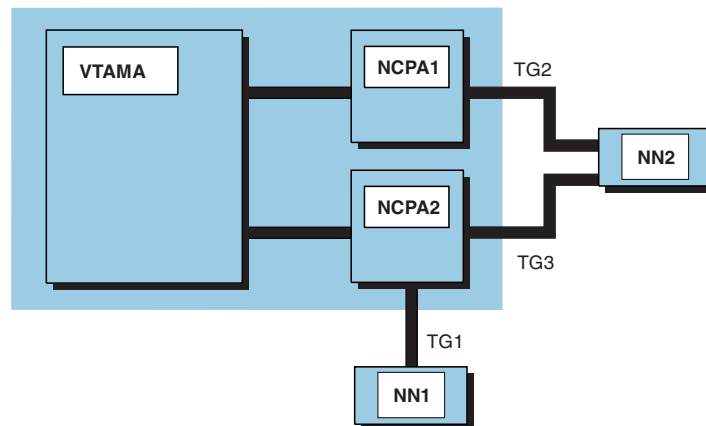 VTAMA
NCPA1
TG2
NN2
NCPA2
TG3
TG1
NN1